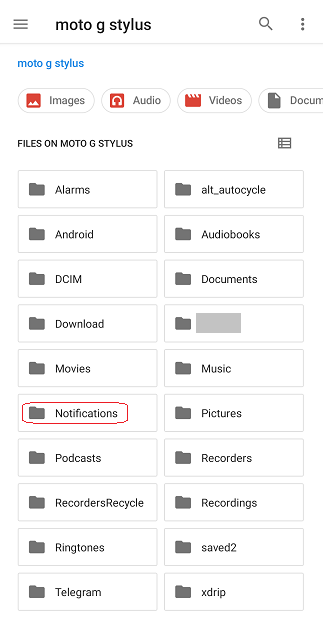 moto g stylus
moto g stylus
Images Audio Videos Docum
FILES ON MOTO G STYLUS
Alarms alt_autocycle
Android Audiobooks
DCIM Documents
Download
Movies Music
Notifications Pictures
Podcasts Recorders
RecordersRecycle Recordings
Ringtones saved2
Telegram xdrip